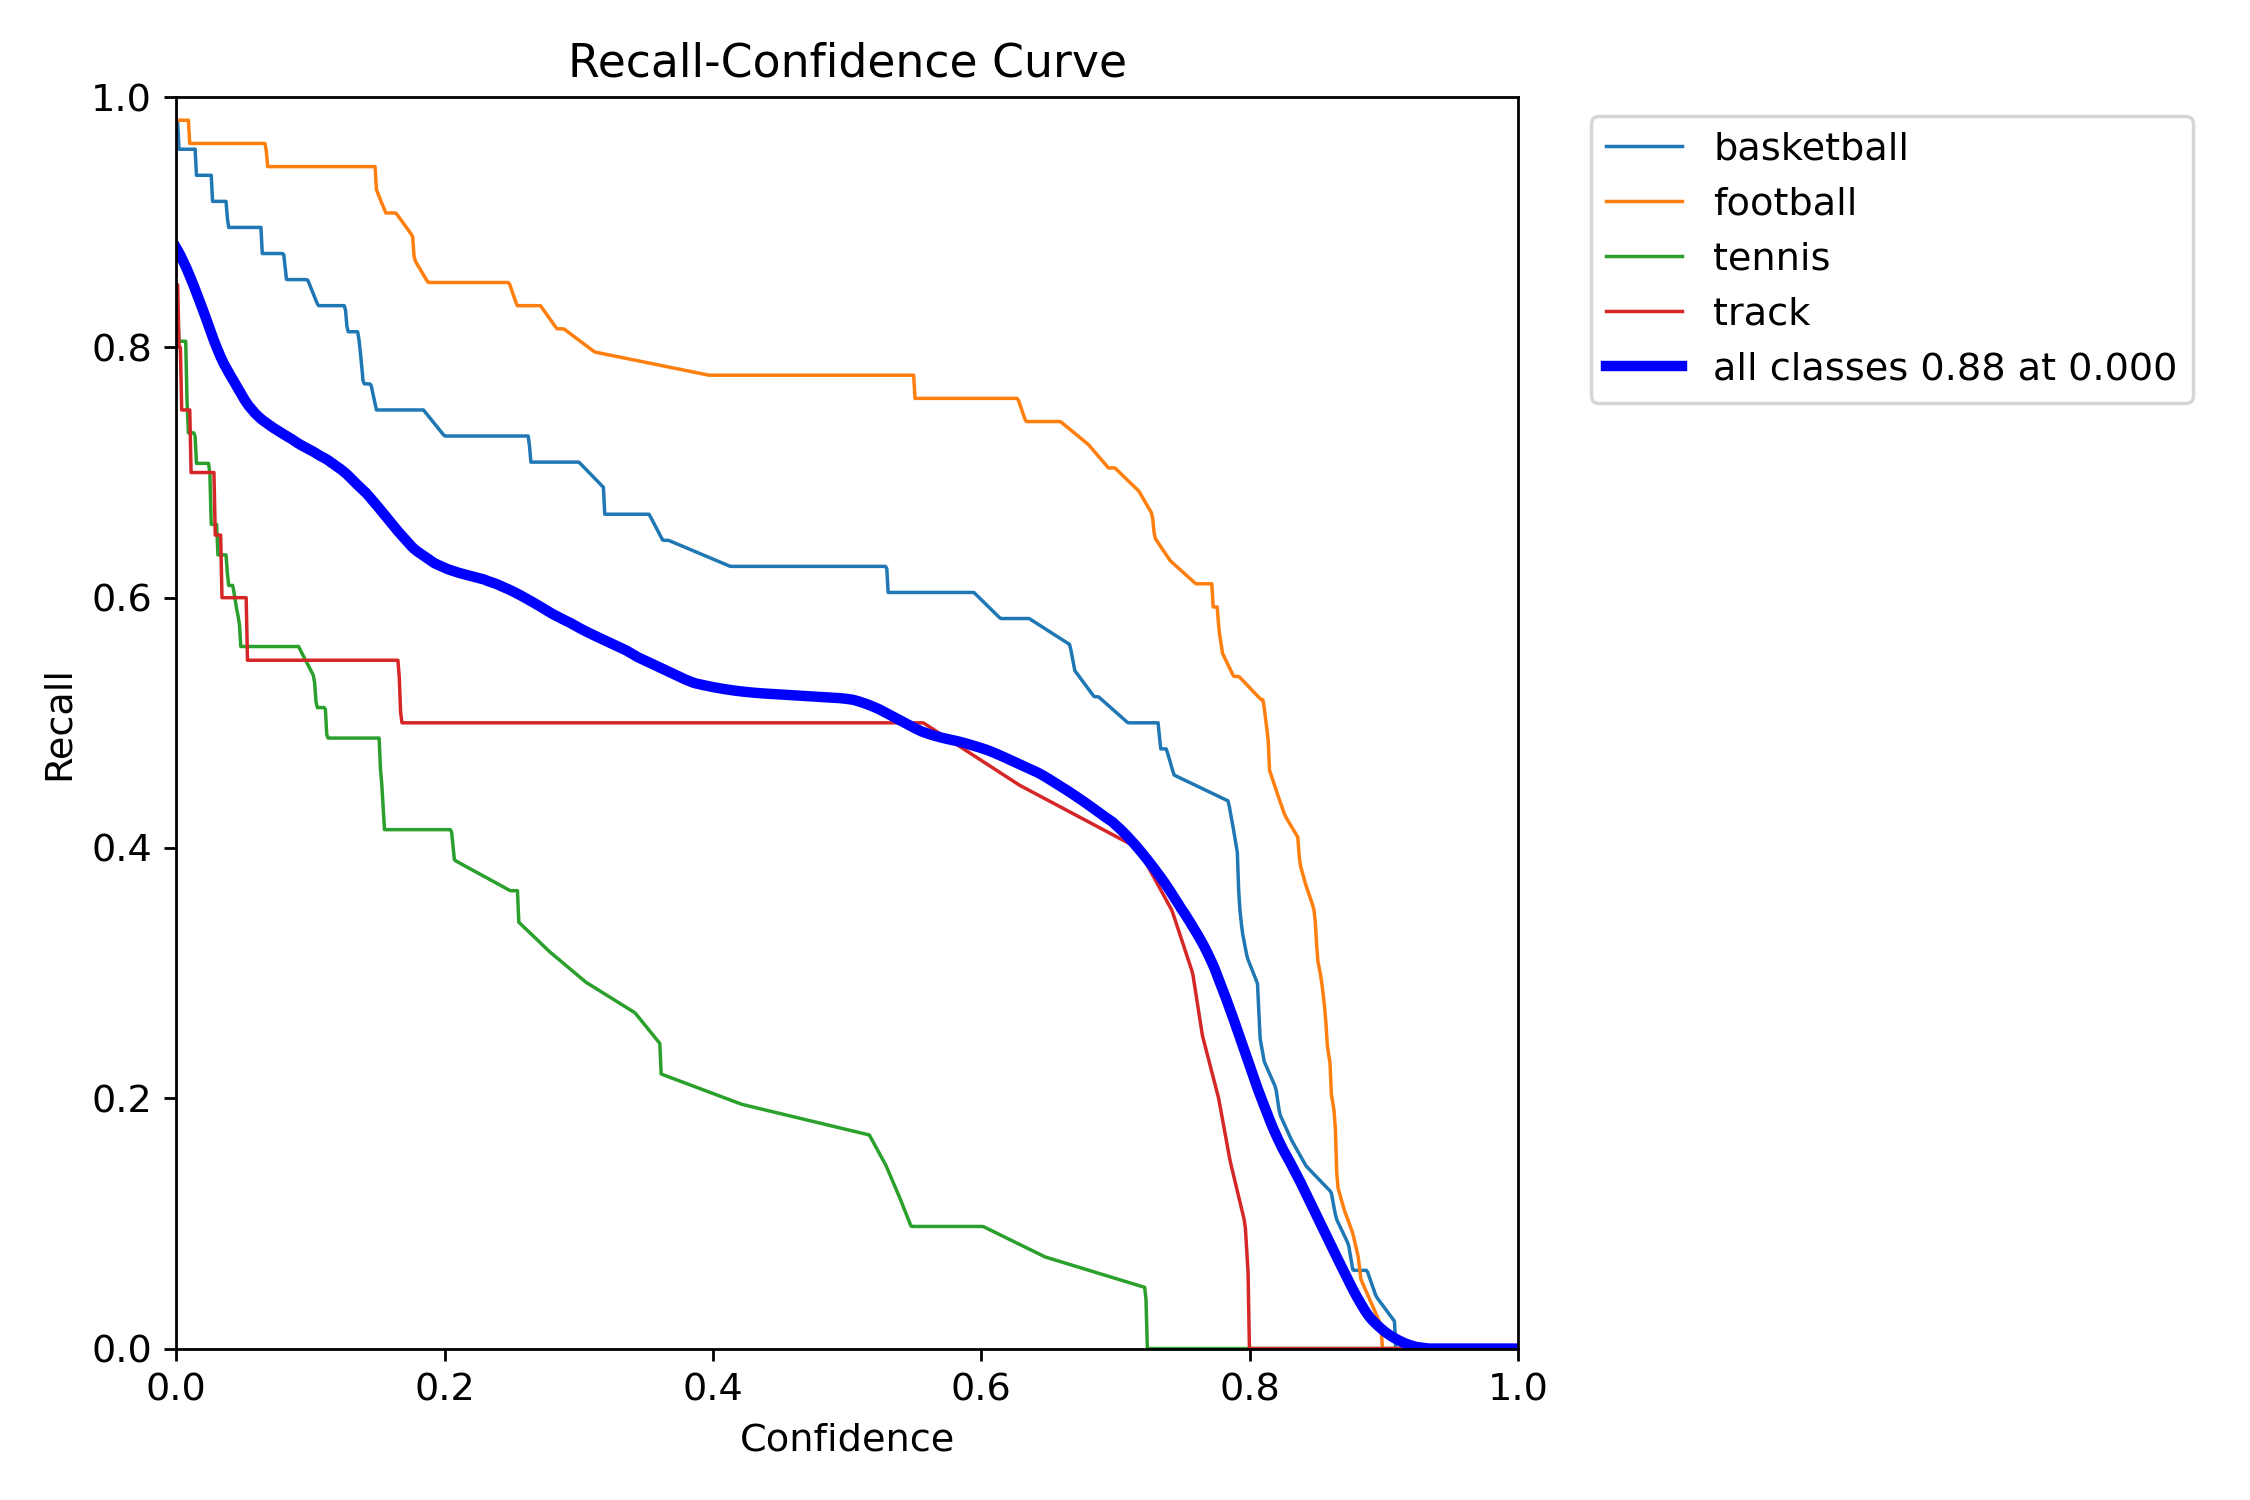 Recall-Confidence Curve
1.0
0.8
0.6
0.4
0.2
0.0
Recall
0.0 0.2 0.4 0.6 0.8 1.0
Confidence
basketball
football
tennis
track
all classes 0.88 at 0.000